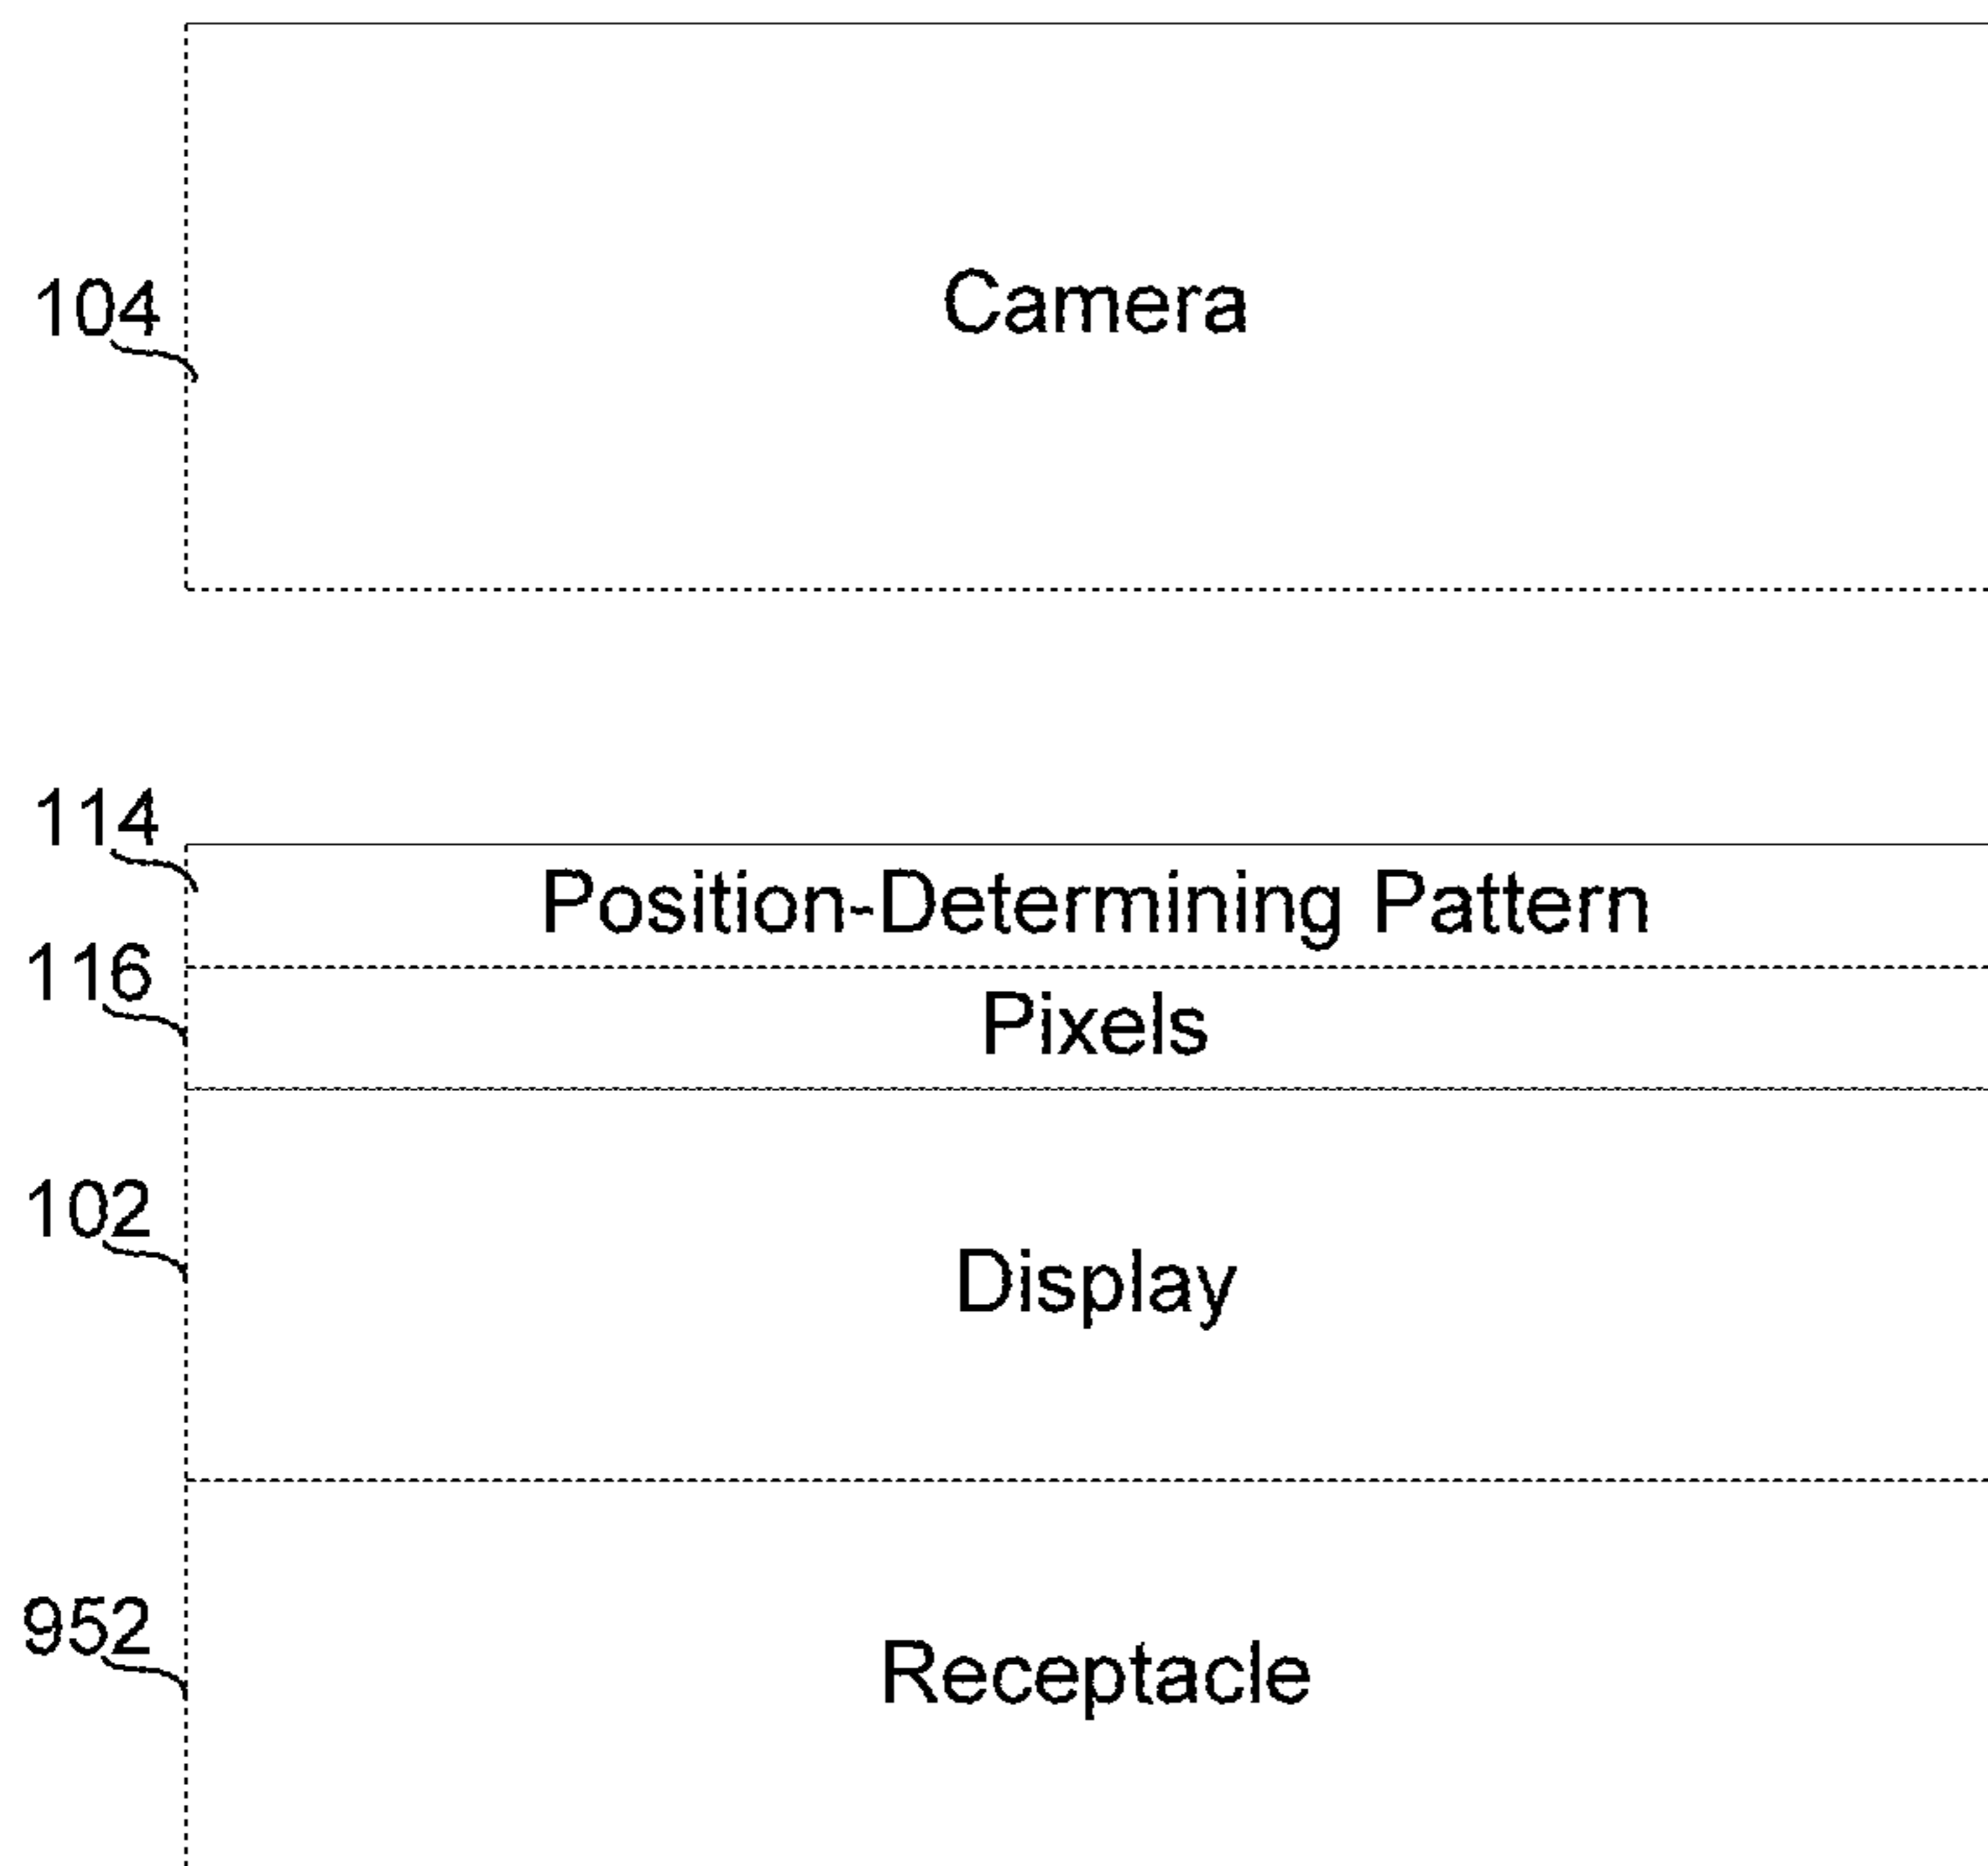 Camera
104
114
Position-Determining Pattern
116
Pixels
102
Display
952
Receptacle